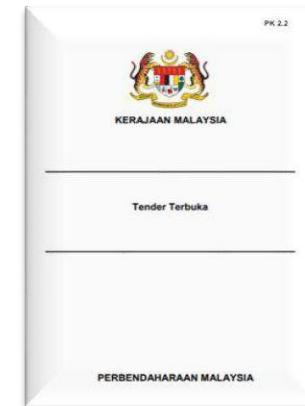 PK 2.2
KERAJAAN MALAYSIA
Tender Terbuka
PERBENDAHARAAN MALAYSIA